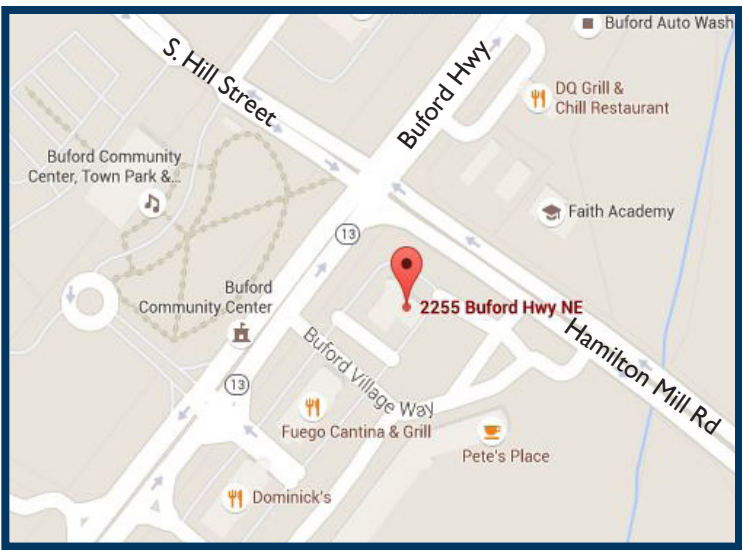 Buford Auto Wash
S. Hill Street
Buford Hwy
DQ Grill &
Chill Restaurant
Buford Community
Center, Town Park &...
Faith Academy
13
Buford
Community Center
2255 Buford Hwy NE
Hamilton Mill Rd
Buford Village Way
13
Fuego Cantina & Grill
Pete's Place
Dominick's